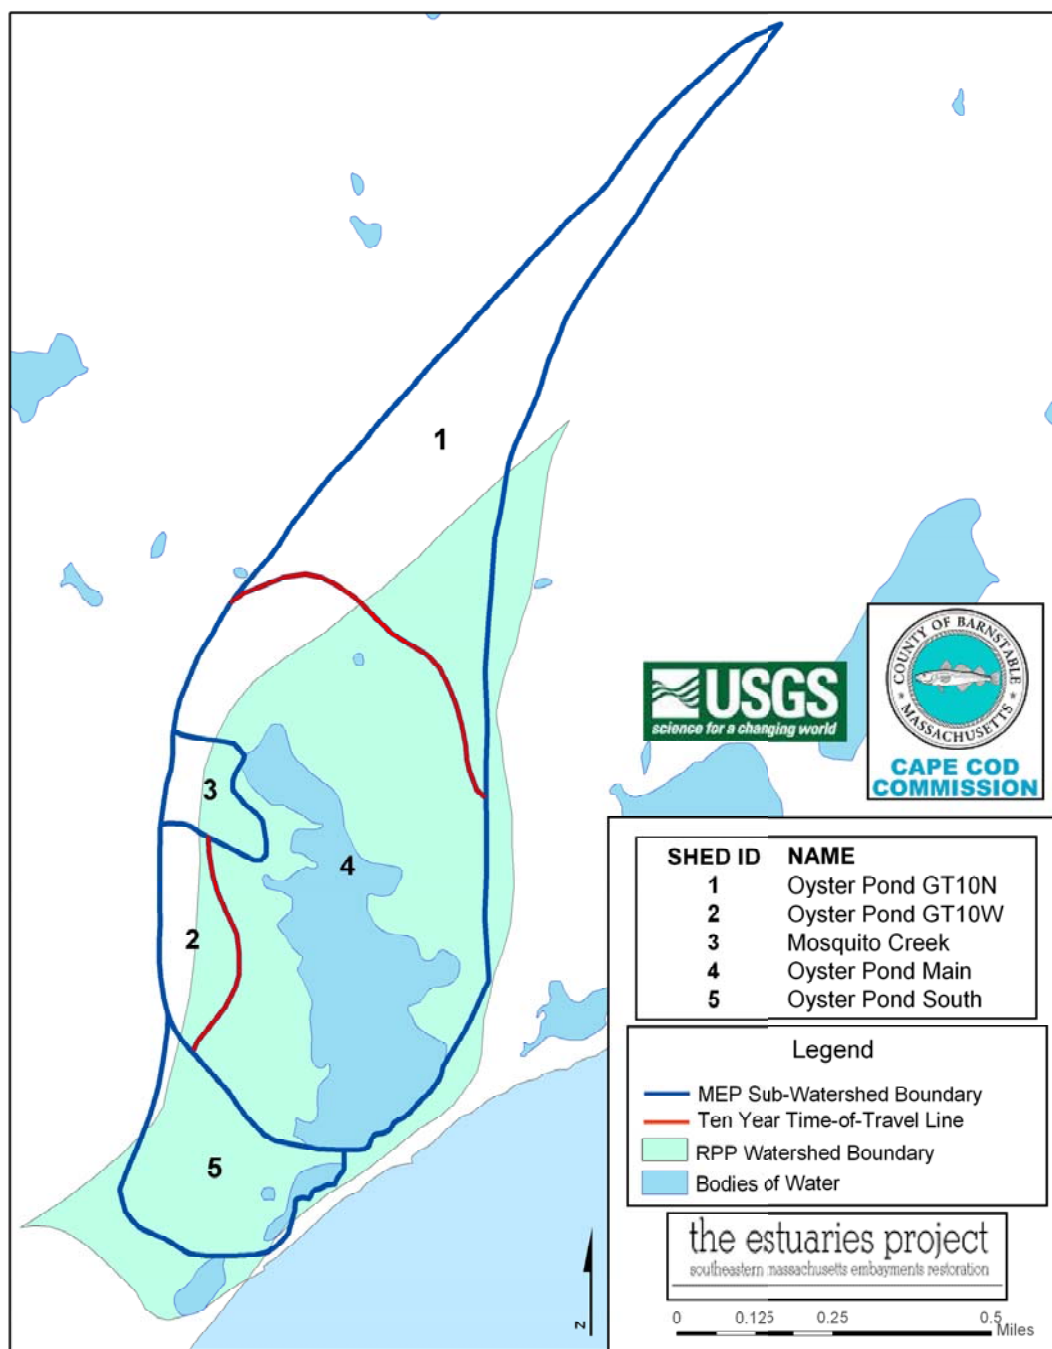 1
3
4
2
5
USGS
science for a changing world
COUNTY OF BARNSTABLE
MASSACHUSETTS
CAPE COD
COMMISSION
SHED ID NAME
1 Oyster Pond GT10N
2 Oyster Pond GT10W
3 Mosquito Creek
4 Oyster Pond Main
5 Oyster Pond South
Legend
MEP Sub-Watershed Boundary
Ten Year Time-of-Travel Line
RPP Watershed Boundary
Bodies of Water
the estuaries project
southeastern massachusetts embayments restoration
N
0 0.125 0.25 0.5
Miles